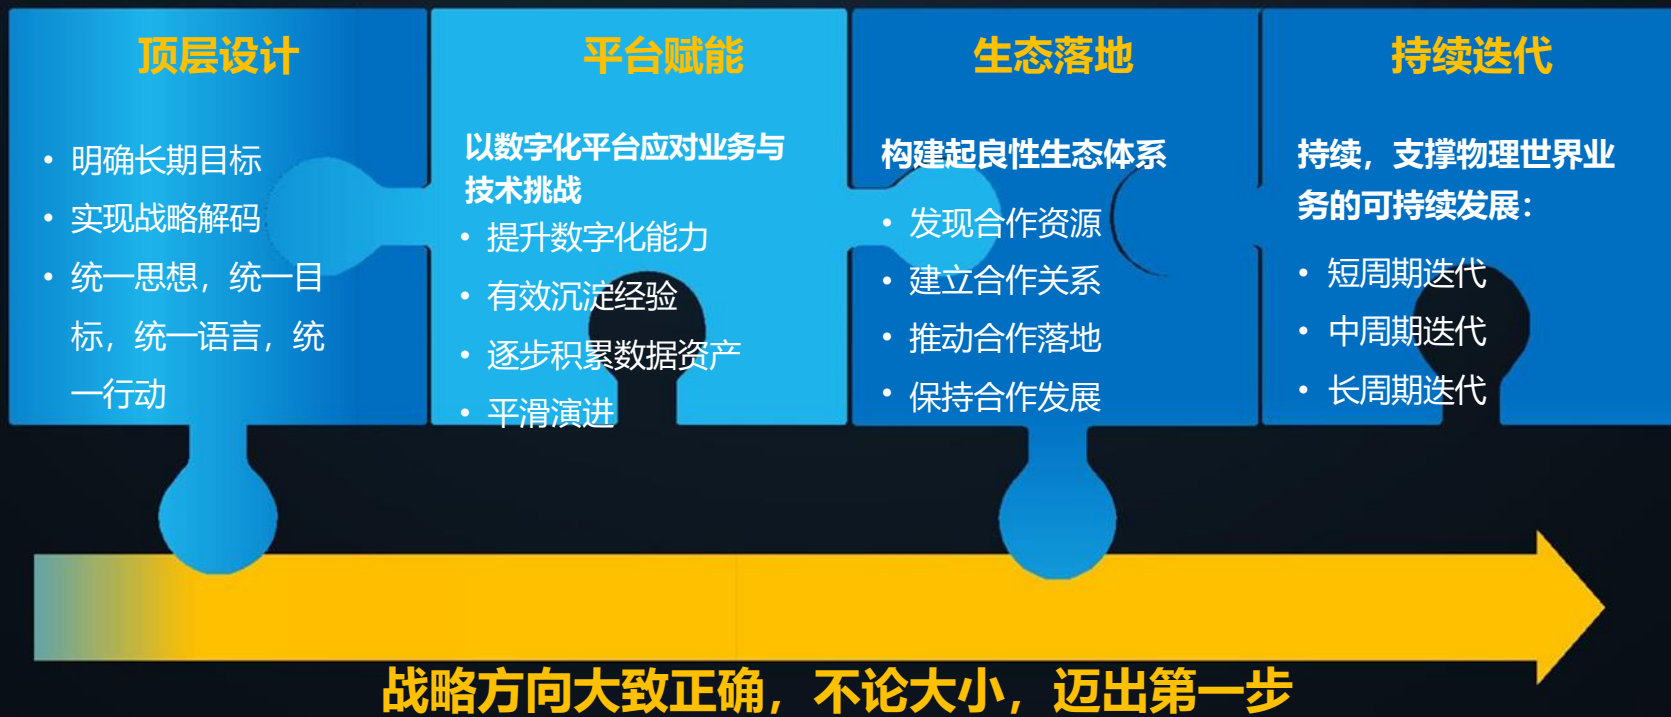 顶层设计
• 明确长期目标
• 实现战略解码
• 统一思想，统一目
标，统一语言，统
一行动
平台赋能
以数字化平台应对业务与
技术挑战
• 提升数字化能力
• 有效沉淀经验
• 逐步积累数据资产
• 平滑演进
生态落地
构建起良性生态体系
• 发现合作资源
• 建立合作关系
• 推动合作落地
• 保持合作发展
持续迭代
持续，支撑物理世界业
务的可持续发展：
• 短周期迭代
• 中周期迭代
• 长周期迭代
战略方向大致正确，不论大小，迈出第一步